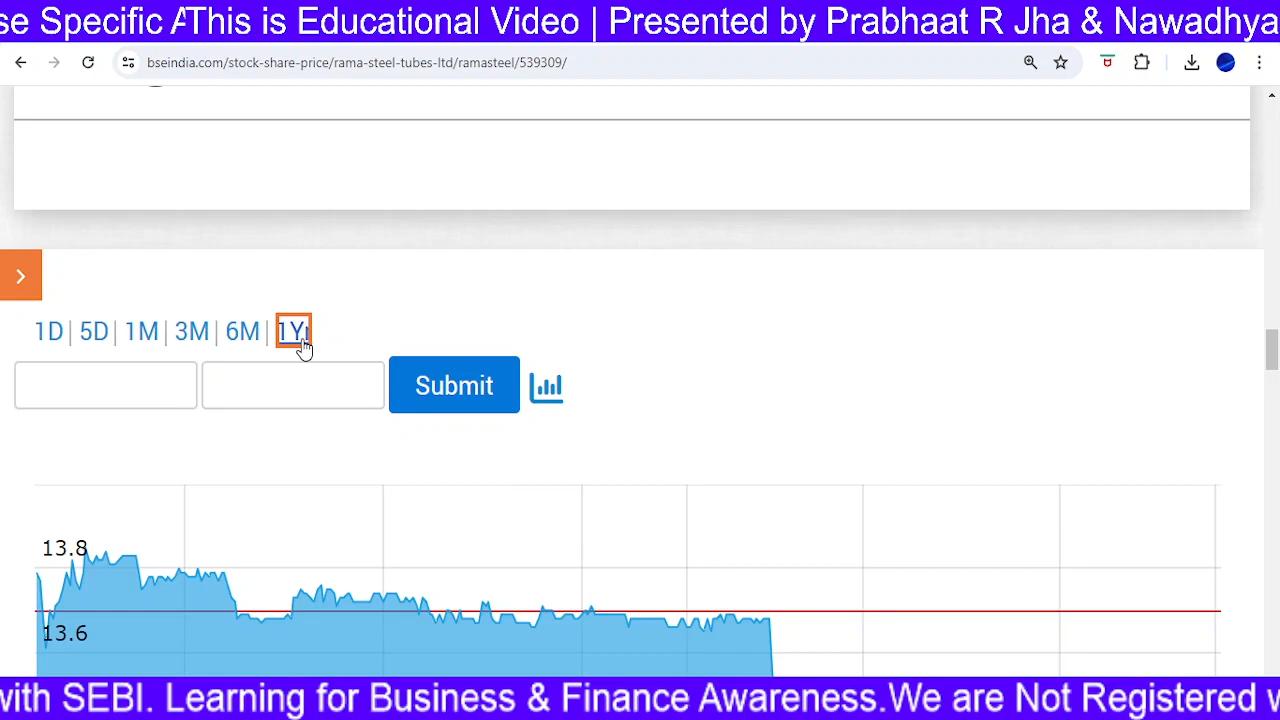 se Specific A This is Educational Video | Presented by Prabhaat R Jha & Nawadhya
bseindia.com/stock-share-price/rama-steel-tubes-ltd/ramasteel/539309/
1D | 5D | 1M | 3M | 6M | 1Yr
Submit
13.8
13.6
with SEBI. Learning for Business & Finance Awareness.We are Not Registered w